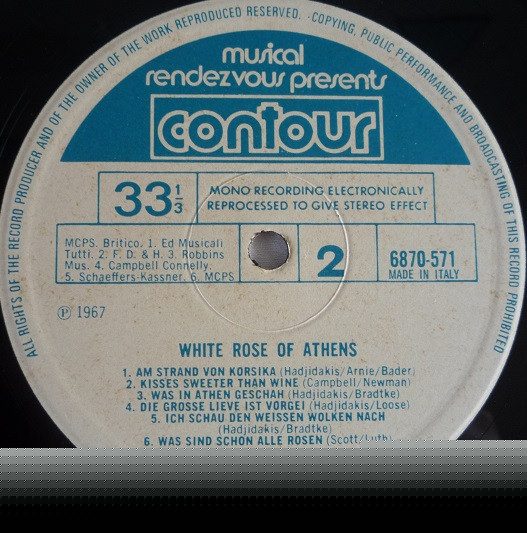 ALL RIGHTS OF THE RECORD PRODUCER AND OF THE OWNER OF THE WORK REPRODUCED RESERVED. ·COPYING, PUBLIC PERFORMANCE AND BROADCASTING OF THIS RECORD PROHIBITED
musical
rendezvous presents
contour
33 1/3
MONO RECORDING ELECTRONICALLY
REPROCESSED TO GIVE STEREO EFFECT
MCPS. Britico. 1. Ed Musicali
Tutti. 2. F. D. & H. 3. Robbins
Mus. 4. Campbell Connelly.
5. Schaeffers-Kassner. 6. MCPS
2
6870-571
MADE IN ITALY
℗ 1967
WHITE ROSE OF ATHENS
1. AM STRAND VON KORSIKA (Hadjidakis/Arnie/Bader)
2. KISSES SWEETER THAN WINE (Campbell/Newman)
3. WAS IN ATHEN GESCHAH (Hadjidakis/Bradtke)
4. DIE GROSSE LIEVE IST VORGEI (Hadjidakis/Loose)
5. ICH SCHAU DEN WEISSEN WOLKEN NACH
(Hadjidakis/Bradtke)
6. WAS SIND SCHON ALLE ROSEN (Scott/Luth)